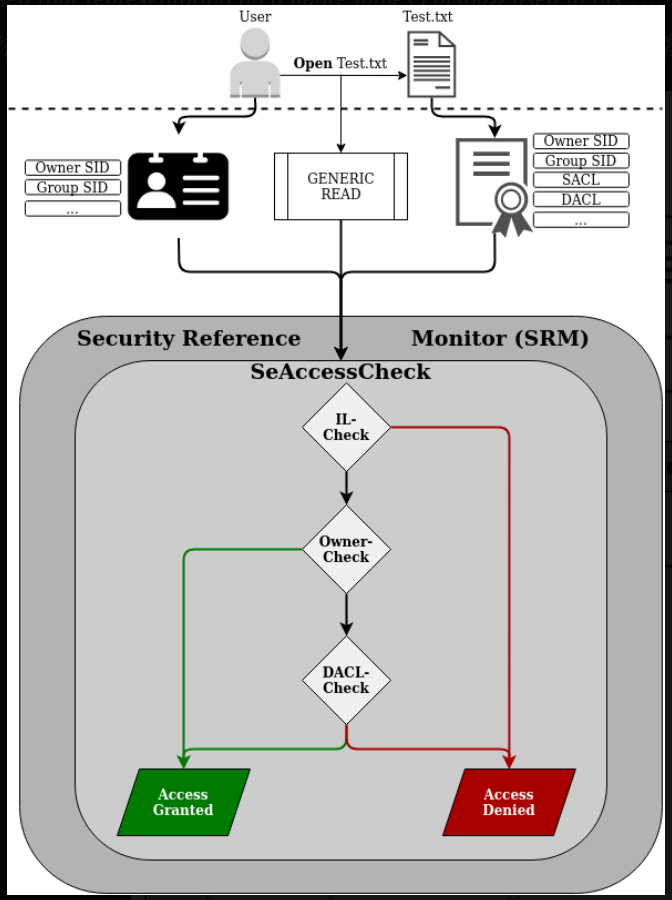 User
Test.txt
Open Test.txt
Owner SID
Group SID
...
GENERIC
READ
Owner SID
Group SID
SACL
DACL
...
Security Reference Monitor (SRM)
SeAccessCheck
IL-
Check
Owner-
Check
DACL-
Check
Access
Granted
Access
Denied